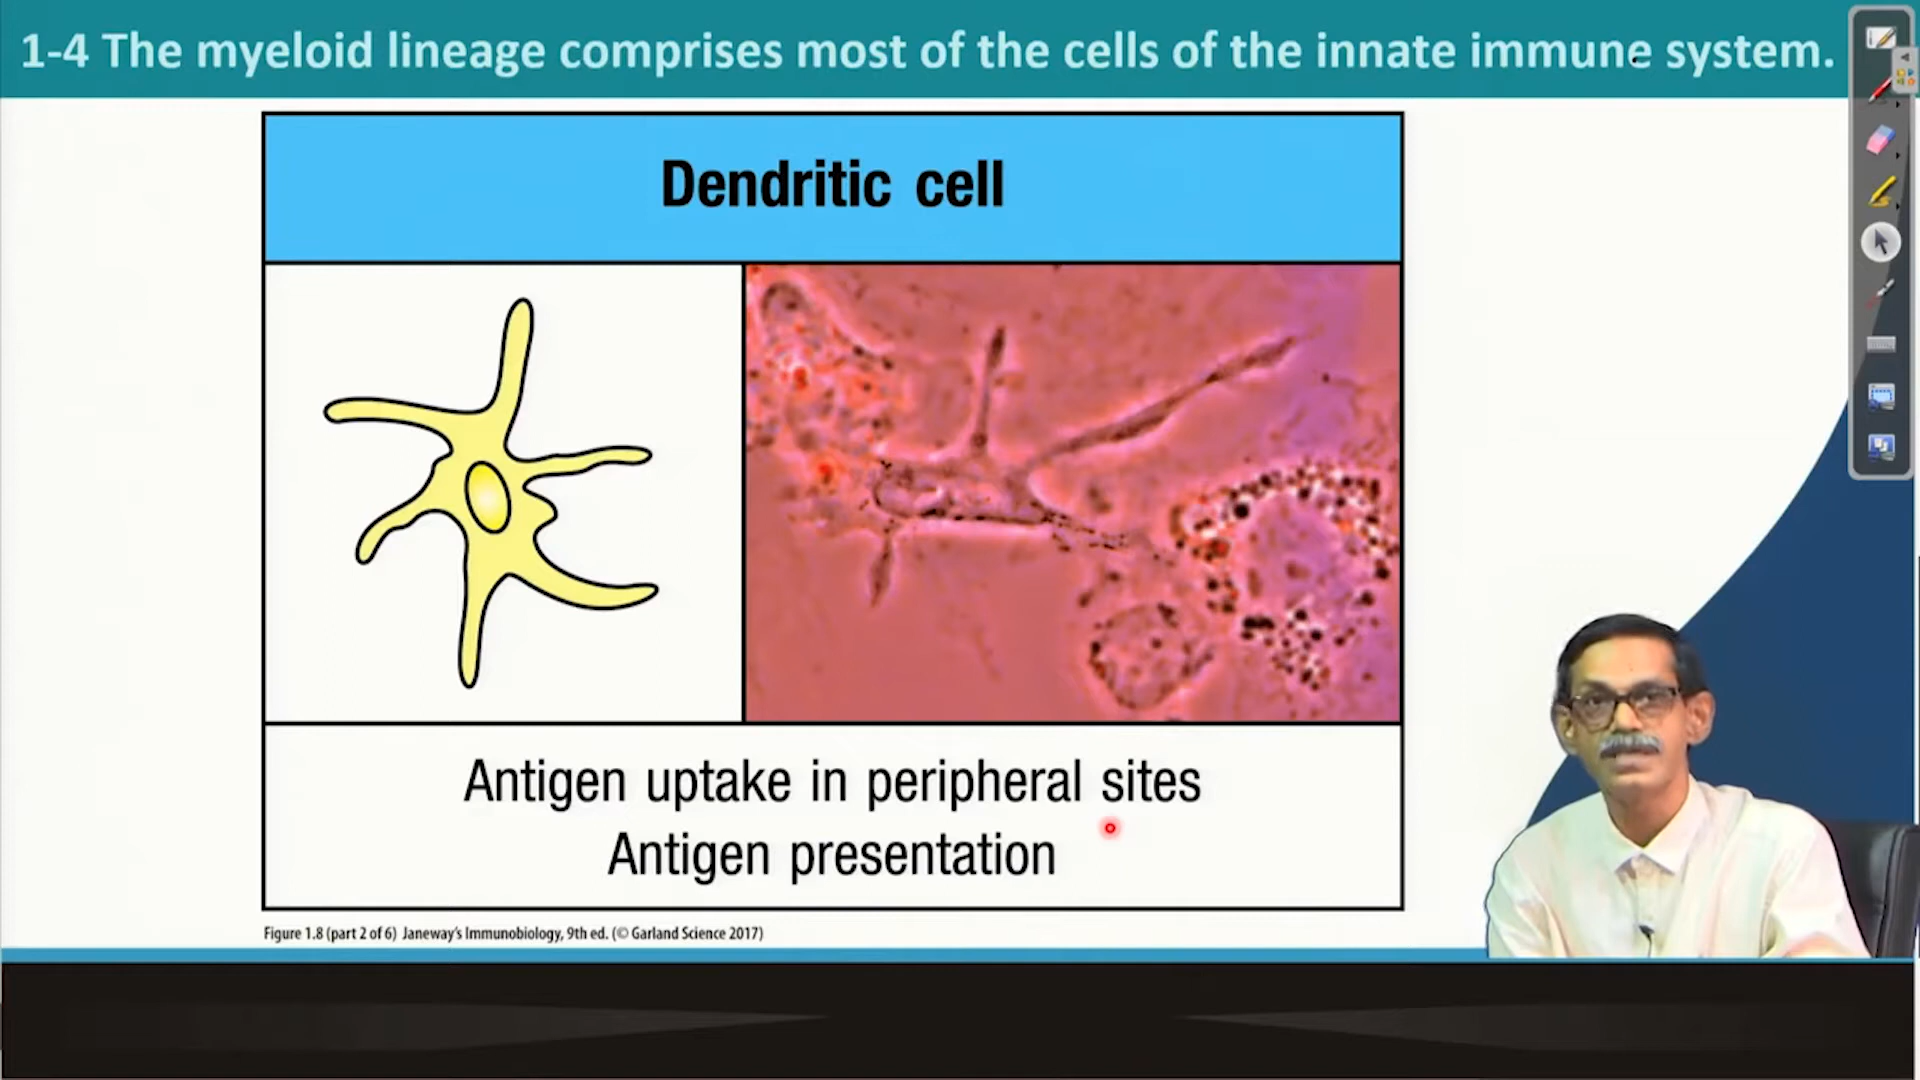 1-4 The myeloid lineage comprises most of the cells of the innate immune system.
Dendritic cell
Antigen uptake in peripheral sites
Antigen presentation
Figure 1.8 (part 2 of 6) Janeway's Immunobiology, 9th ed. (© Garland Science 2017)